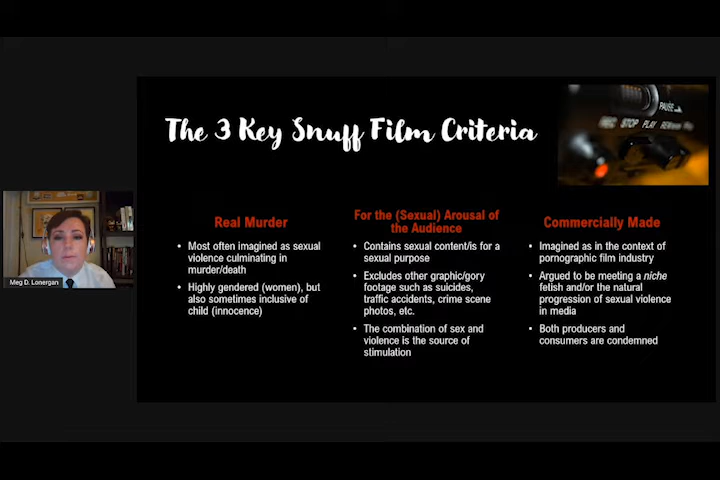 The 3 Key Snuff Film Criteria
PAUSE
REC STOP PLAY
Real Murder
• Most often imagined as sexual
violence culminating in
murder/death
• Highly gendered (women), but
also sometimes inclusive of
child (innocence)
For the (Sexual) Arousal of
the Audience
• Contains sexual content/is for a
sexual purpose
• Excludes other graphic/gory
footage such as suicides,
traffic accidents, crime scene
photos, etc.
• The combination of sex and
violence is the source of
stimulation
Commercially Made
• Imagined as in the context of
pornographic film industry
• Argued to be meeting a niche
fetish and/or the natural
progression of sexual violence
in media
• Both producers and
consumers are condemned
Meg D. Lonergan